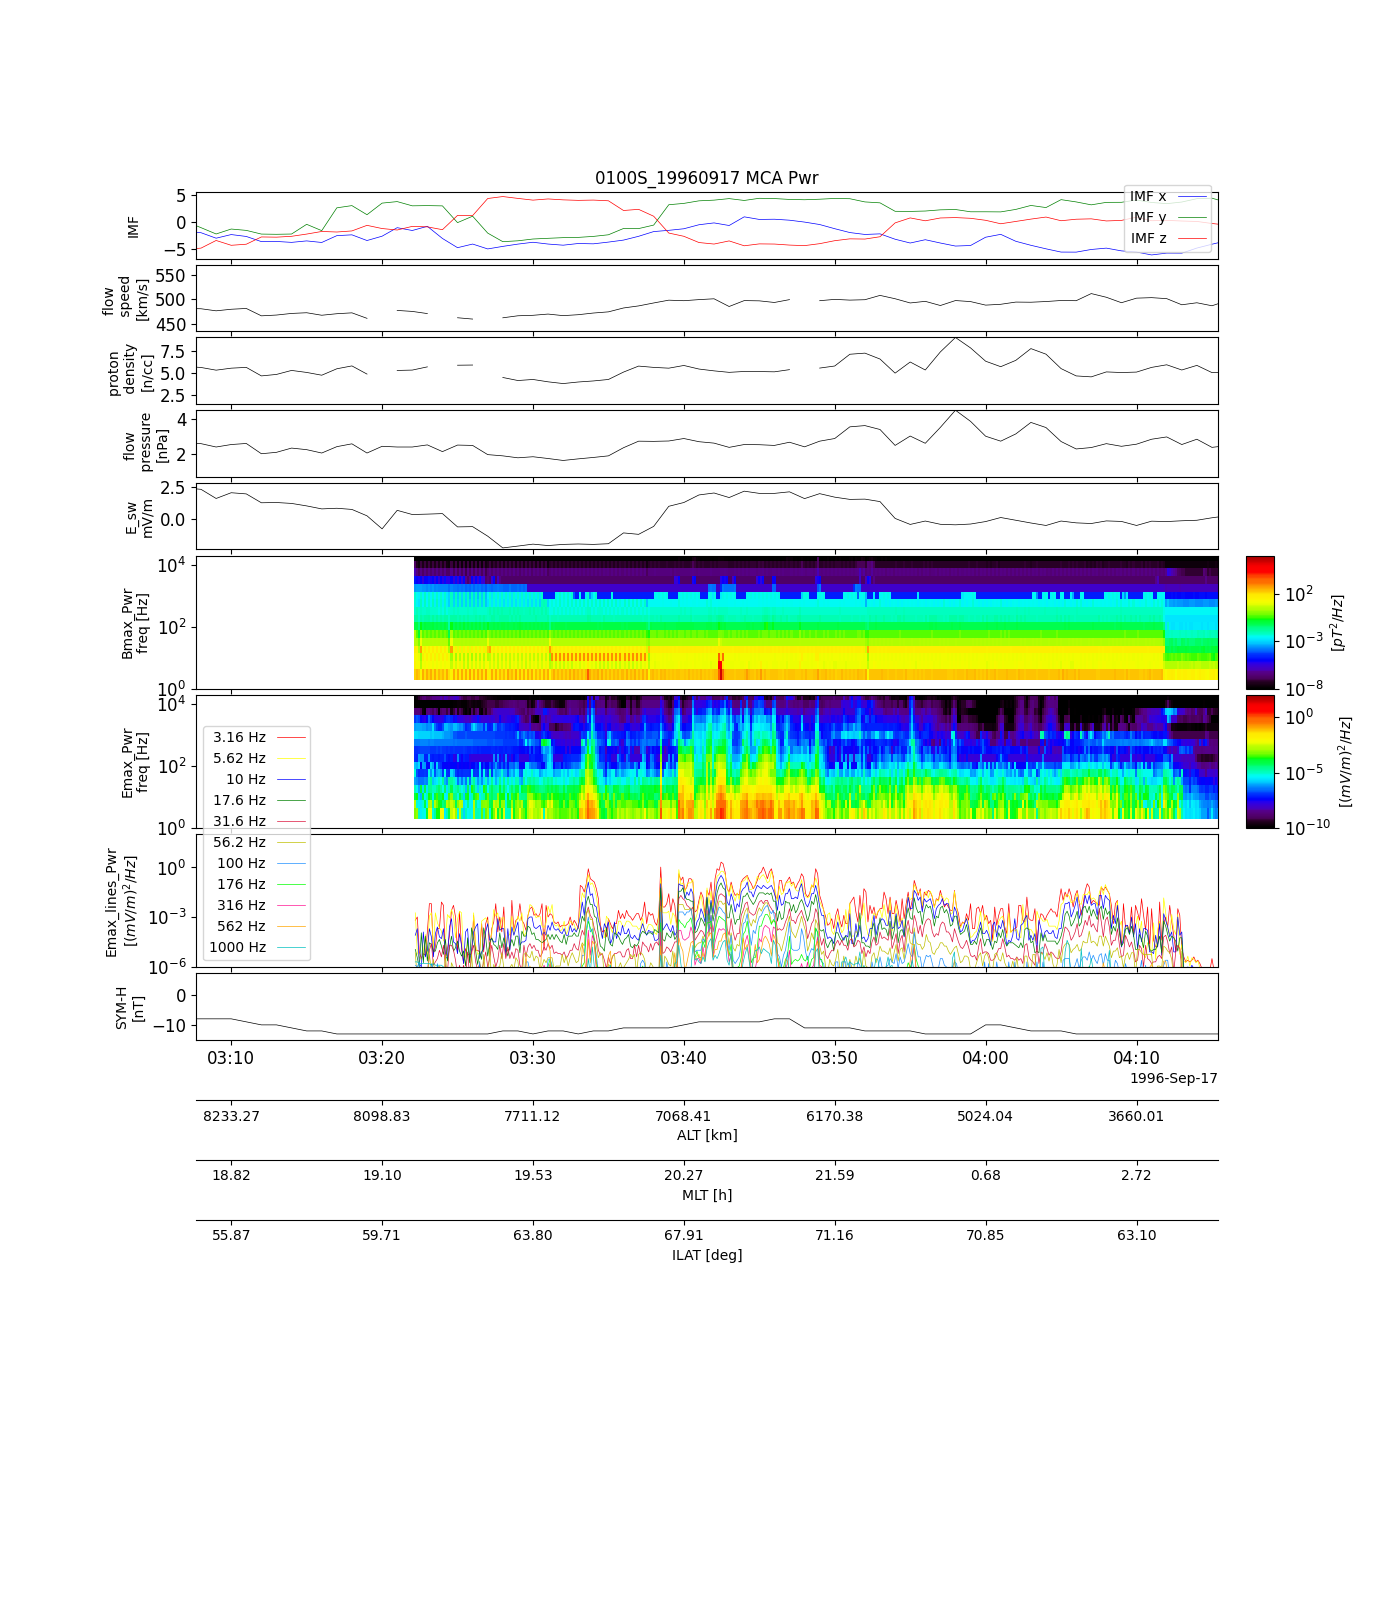 0100S_19960917 MCA Pwr
IMF
5
0
−5
IMF x
IMF y
IMF z
flow
speed
[km/s]
550
500
450
proton
density
[n/cc]
7.5
5.0
2.5
flow
pressure
[nPa]
4
2
E_sw
mV/m
2.5
0.0
Bmax_Pwr
freq [Hz]
10^4
10^2
10^0
10^2
10^−3
10^−8
[pT^2/Hz]
Emax_Pwr
freq [Hz]
10^4
10^2
10^0
10^0
10^−5
10^−10
[(mV/m)^2/Hz]
3.16 Hz
5.62 Hz
10 Hz
17.6 Hz
31.6 Hz
56.2 Hz
100 Hz
176 Hz
316 Hz
562 Hz
1000 Hz
Emax_lines_Pwr
[(mV/m)^2/Hz]
10^0
10^−3
10^−6
SYM-H
[nT]
0
−10
03:10 03:20 03:30 03:40 03:50 04:00 04:10
1996-Sep-17
8233.27 8098.83 7711.12 7068.41 6170.38 5024.04 3660.01
ALT [km]
18.82 19.10 19.53 20.27 21.59 0.68 2.72
MLT [h]
55.87 59.71 63.80 67.91 71.16 70.85 63.10
ILAT [deg]